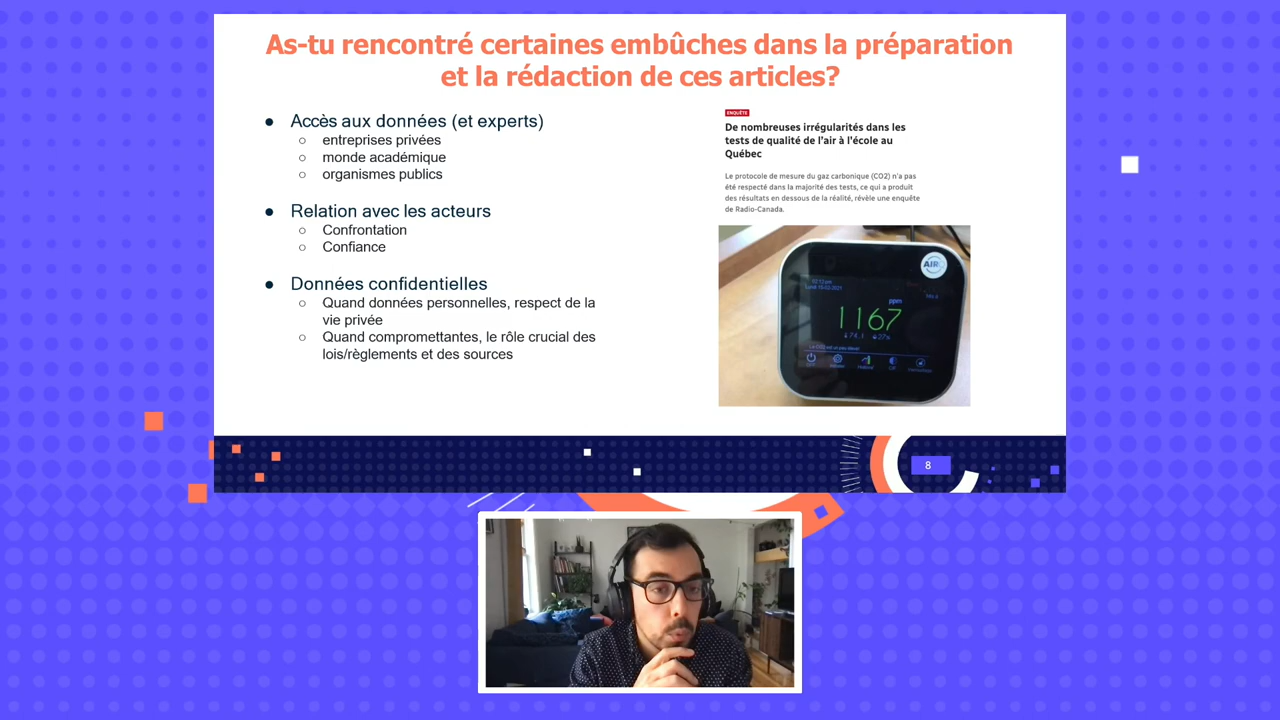 As-tu rencontré certaines embûches dans la préparation
et la rédaction de ces articles?
● Accès aux données (et experts)
○ entreprises privées
○ monde académique
○ organismes publics
● Relation avec les acteurs
○ Confrontation
○ Confiance
● Données confidentielles
○ Quand données personnelles, respect de la
vie privée
○ Quand compromettantes, le rôle crucial des
lois/règlements et des sources
ENQUÊTE
De nombreuses irrégularités dans les
tests de qualité de l'air à l'école au
Québec
Le protocole de mesure du gaz carbonique (CO2) n'a pas
été respecté dans la majorité des tests, ce qui a produit
des résultats en dessous de la réalité, révèle une enquête
de Radio-Canada.
AIR
ppm
1167
8